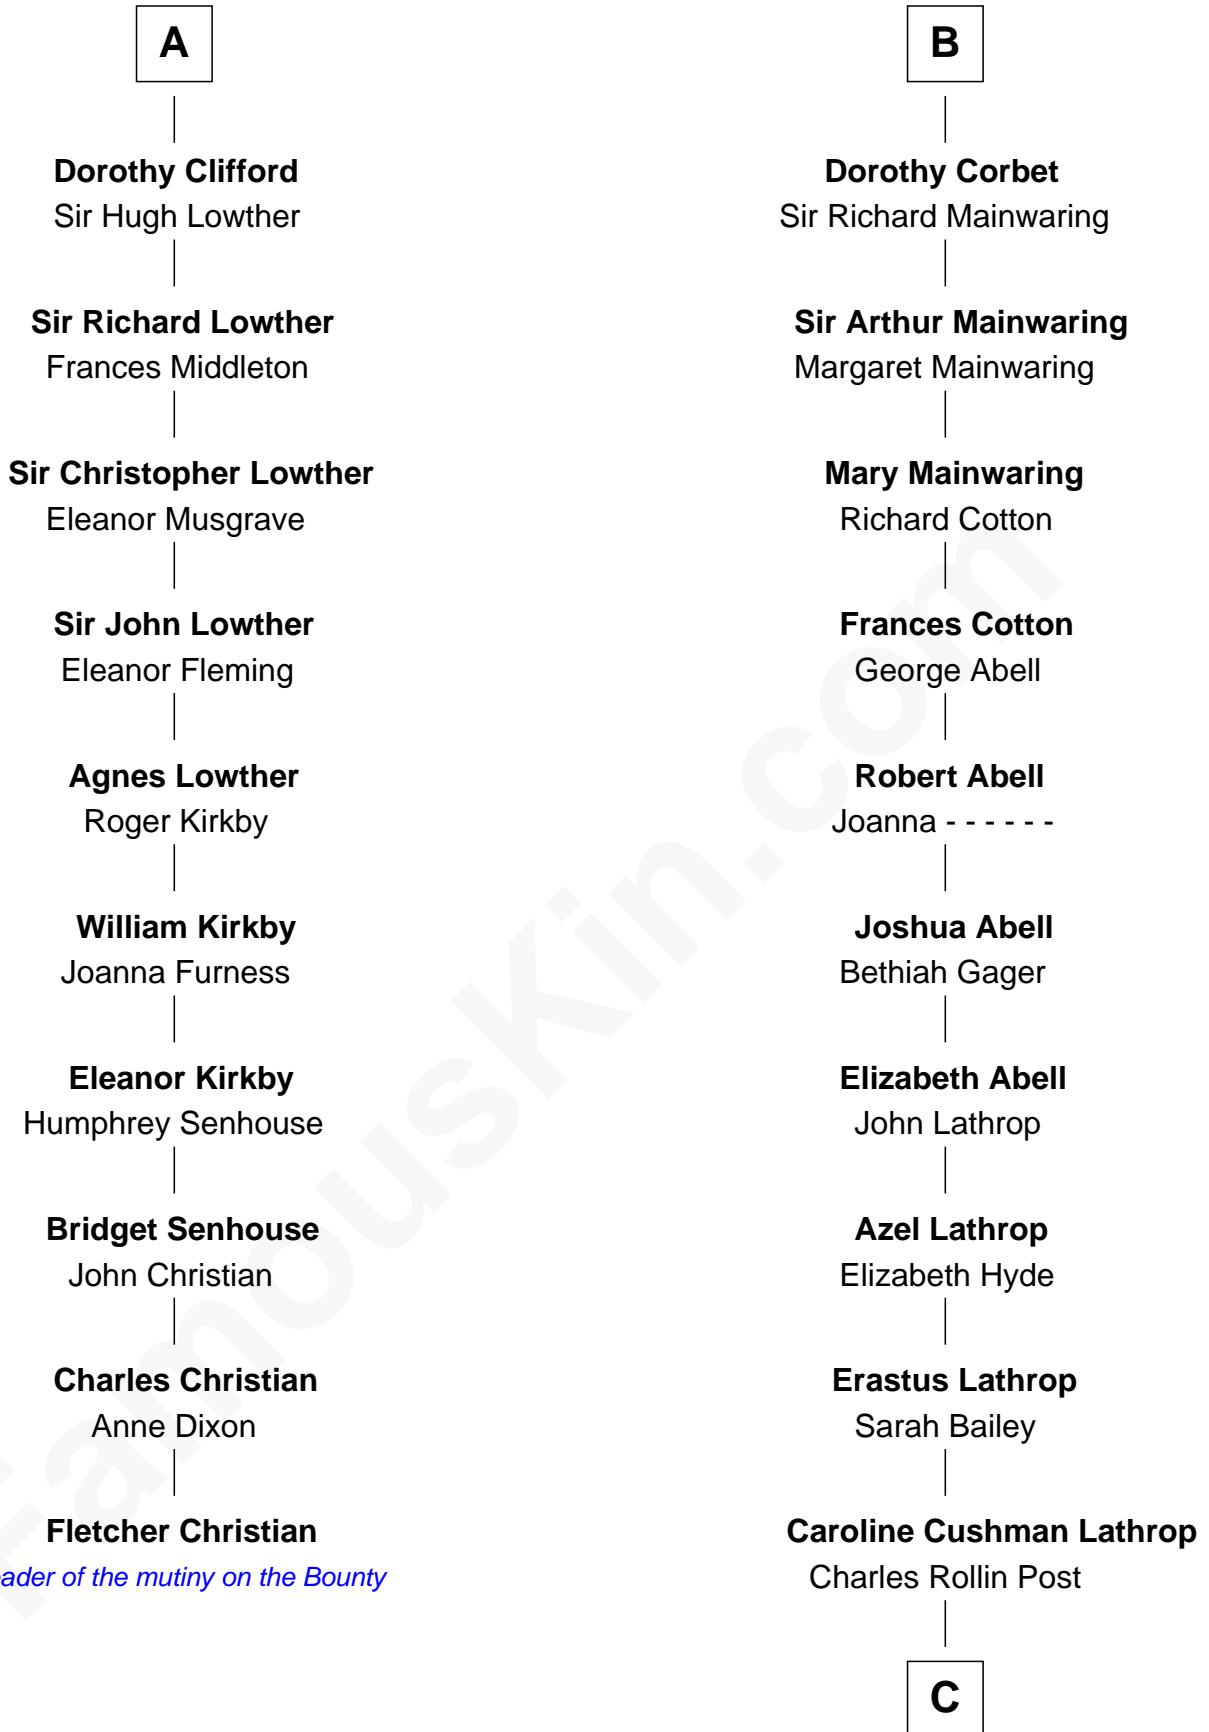 A
Dorothy Clifford
Sir Hugh Lowther
Sir Richard Lowther
Frances Middleton
Sir Christopher Lowther
Eleanor Musgrave
Sir John Lowther
Eleanor Fleming
Agnes Lowther
Roger Kirkby
William Kirkby
Joanna Furness
Eleanor Kirkby
Humphrey Senhouse
Bridget Senhouse
John Christian
Charles Christian
Anne Dixon
Fletcher Christian
of the mutiny on the Bounty
B
Dorothy Corbet
Sir Richard Mainwaring
Sir Arthur Mainwaring
Margaret Mainwaring
Mary Mainwaring
Richard Cotton
Frances Cotton
George Abell
Robert Abell
Joanna - - - - - -
Joshua Abell
Bethiah Gager
Elizabeth Abell
John Lathrop
Azel Lathrop
Elizabeth Hyde
Erastus Lathrop
Sarah Bailey
Caroline Cushman Lathrop
Charles Rollin Post
C
FamousKin.com